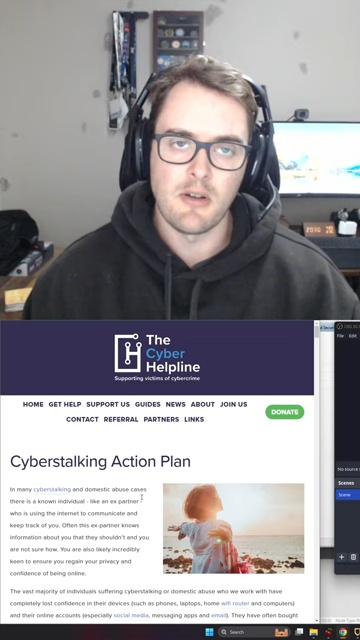 The
Cyber
Helpline
Supporting victims of cybercrime
HOME GET HELP SUPPORT US GUIDES NEWS ABOUT JOIN US
CONTACT REFERRAL PARTNERS LINKS
DONATE
Cyberstalking Action Plan
In many cyberstalking and domestic abuse cases
there is a known individual - like an ex partner -
who is using the internet to communicate and
keep track of you. Often this ex-partner knows
information about you that they shouldn't and you
are not sure how. You are also likely incredibly
keen to ensure you regain your privacy and
confidence of being online.
The vast majority of individuals suffering cyberstalking or domestic abuse who we work with have
completely lost confidence in their devices (such as phones, laptops, home wifi router and computers)
and their online accounts (especially social media, messaging apps and email). They have often bought
File Edit
Scenes
Scene
Search